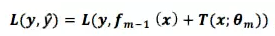 L(y, ŷ) = L(y, f_{m−1}(x) + T(x; θ_m))